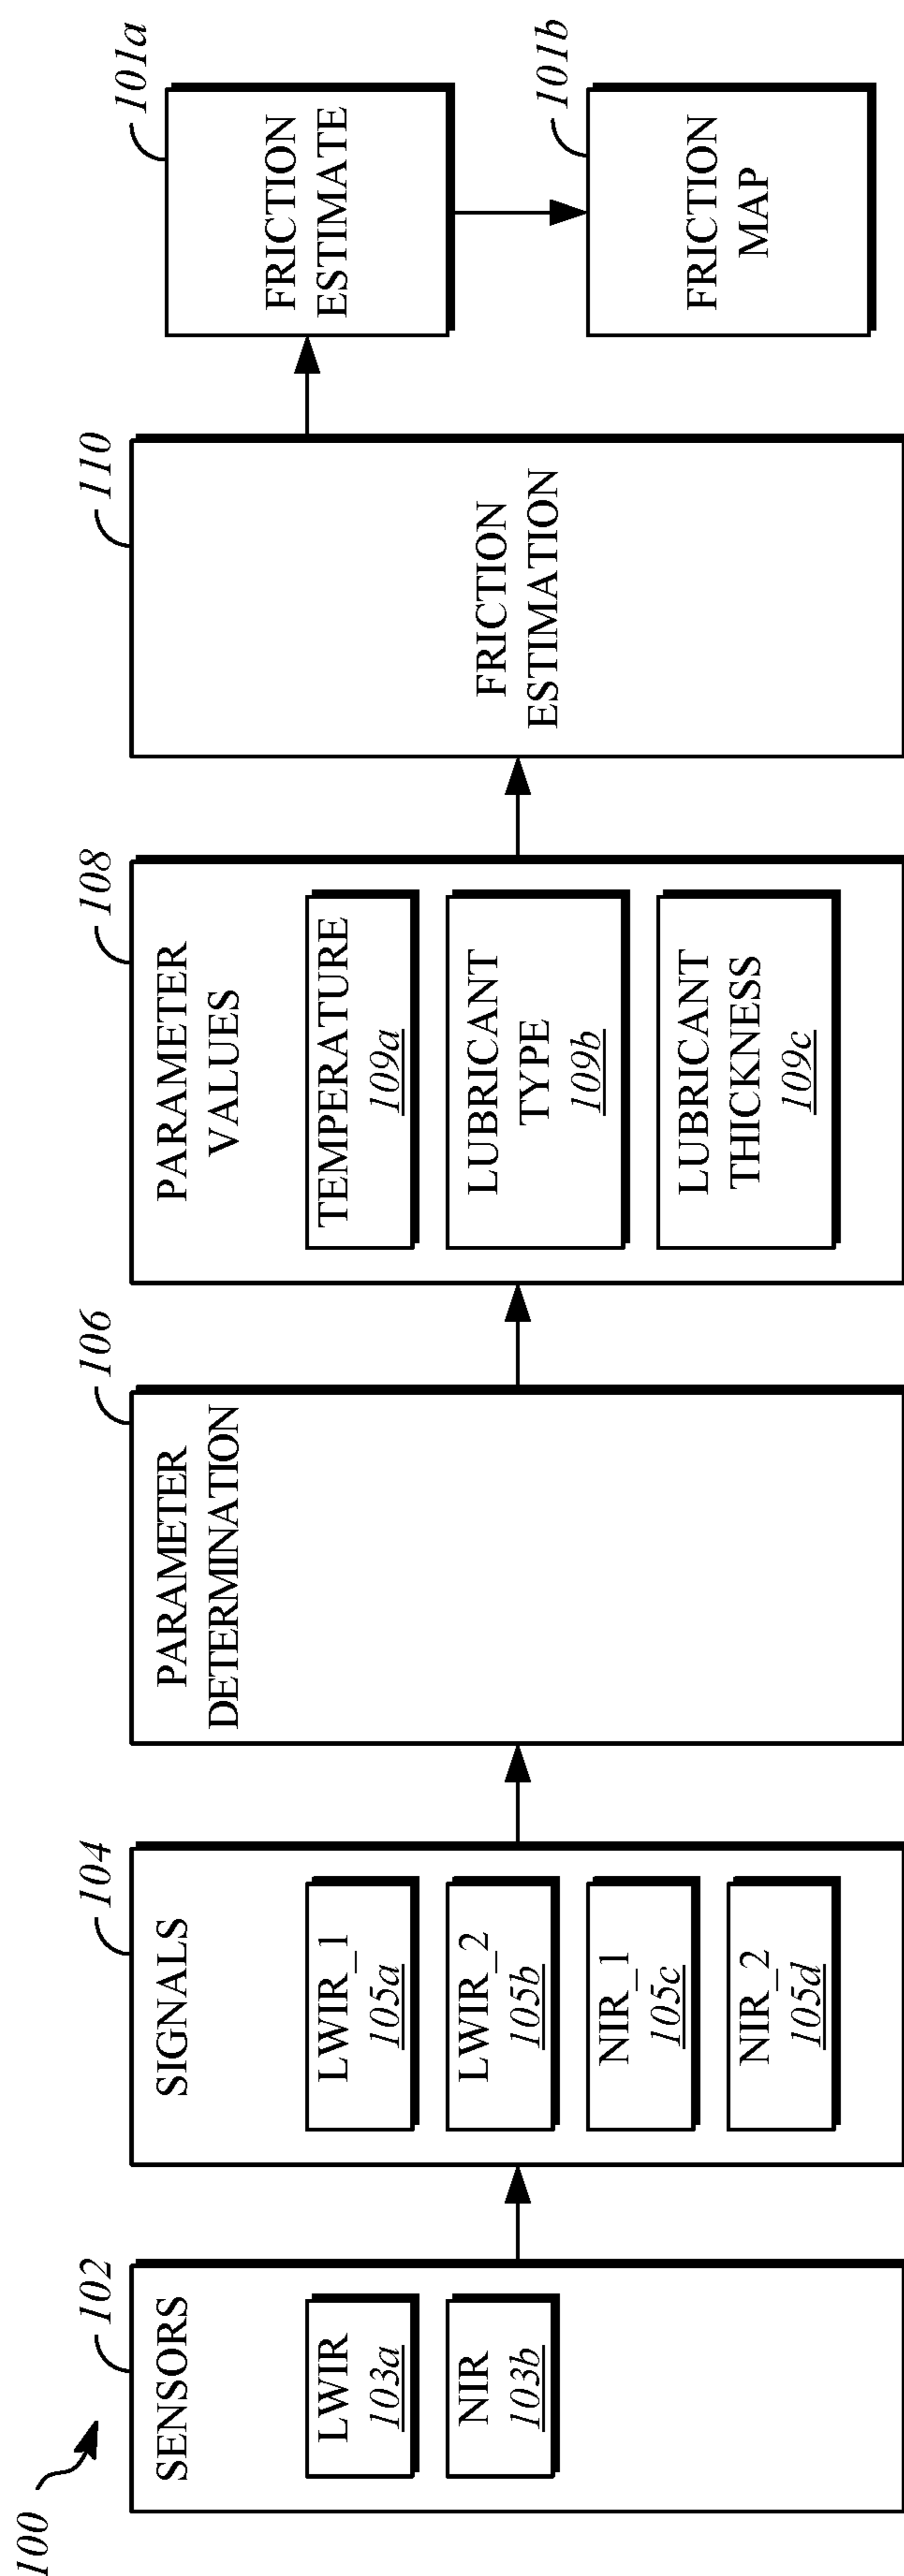 100
102
SENSORS
LWIR
103a
NIR
103b
104
SIGNALS
LWIR_1
105a
LWIR_2
105b
NIR_1
105c
NIR_2
105d
106
PARAMETER
DETERMINATION
108
PARAMETER
VALUES
TEMPERATURE
109a
LUBRICANT
TYPE
109b
LUBRICANT
THICKNESS
109c
110
FRICTION
ESTIMATION
101a
FRICTION
ESTIMATE
101b
FRICTION
MAP